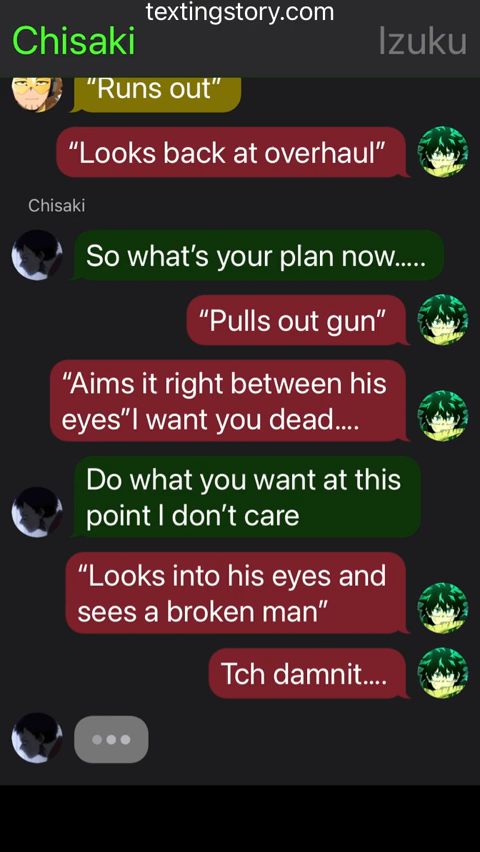 textingstory.com
Chisaki
Izuku
“Runs out”
“Looks back at overhaul”
Chisaki
So what’s your plan now.....
“Pulls out gun”
“Aims it right between his
eyes”I want you dead....
Do what you want at this
point I don’t care
“Looks into his eyes and
sees a broken man”
Tch damnit....